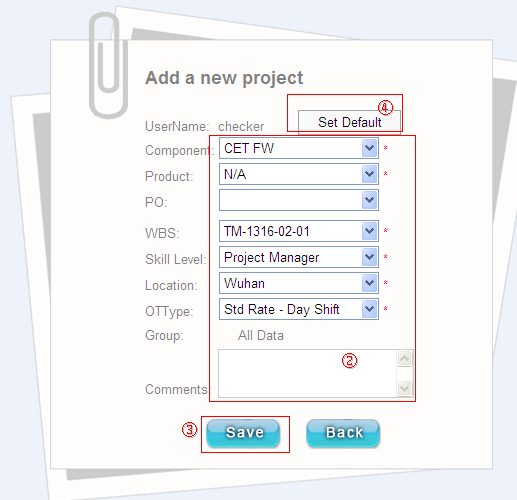 Add a new project
④
UserName: checker Set Default
Component: CET FW *
Product: N/A *
PO:
WBS: TM-1316-02-01 *
Skill Level: Project Manager *
Location: Wuhan *
OTType: Std Rate - Day Shift *
Group: All Data
②
Comments:
③ Save Back